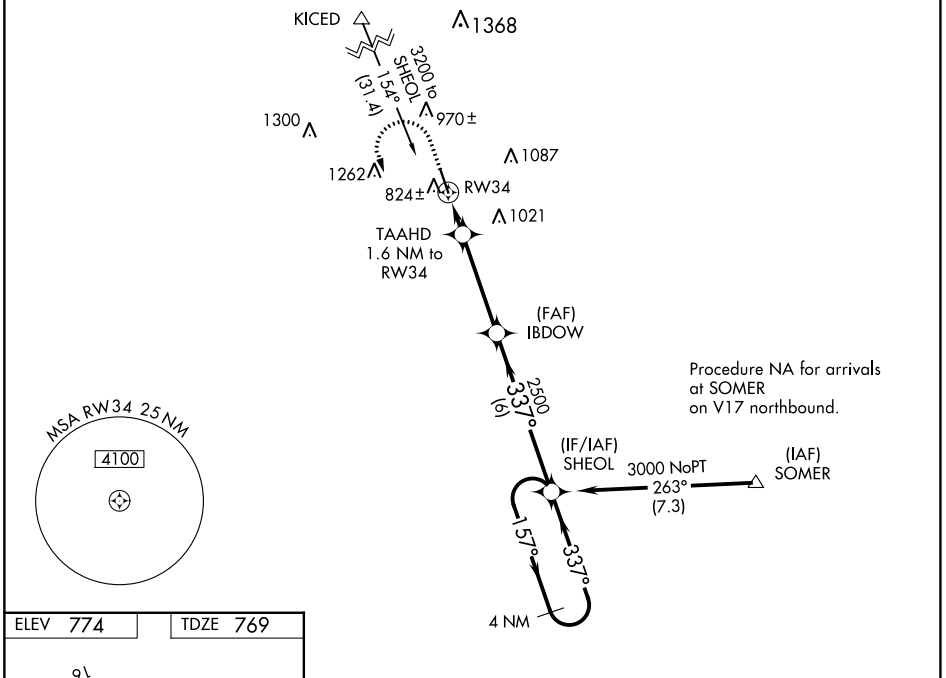 KICED
1368
3200 to
SHEOL
154°
(31.4)
1300
970±
1087
1262
824±
RW34
1021
TAAHD
1.6 NM to
RW34
(FAF)
IBDOW
2500
337°
(6)
Procedure NA for arrivals
at SOMER
on V17 northbound.
MSA RW34 25 NM
4100
(IF/IAF)
SHEOL
3000 NoPT
263°
(7.3)
(IAF)
SOMER
157°
337°
4 NM
ELEV 774
TDZE 769